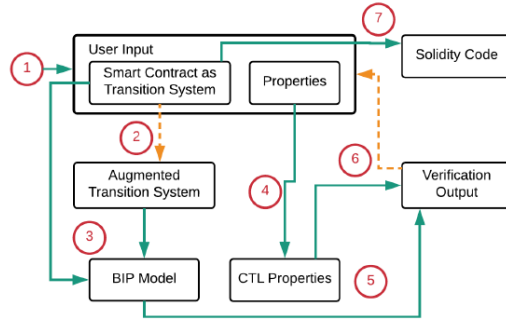 7
User Input
Solidity Code
1
Smart Contract as
Transition System
Properties
2
6
Augmented
Transition System
4
Verification
Output
3
BIP Model
CTL Properties
5